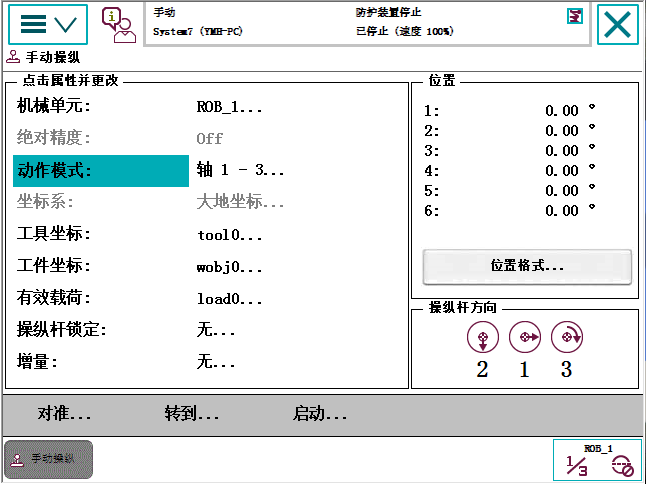 手动
System7 (YMH-PC)
防护装置停止
已停止 (速度 100%)
手动操纵
点击属性并更改
机械单元: ROB_1...
绝对精度: Off
动作模式: 轴 1 - 3...
坐标系: 大地坐标...
工具坐标: tool0...
工件坐标: wobj0...
有效载荷: load0...
操纵杆锁定: 无...
增量: 无...
位置
1: 0.00 °
2: 0.00 °
3: 0.00 °
4: 0.00 °
5: 0.00 °
6: 0.00 °
位置格式...
操纵杆方向
2 1 3
对准... 转到... 启动...
手动操纵
ROB_1
1/3